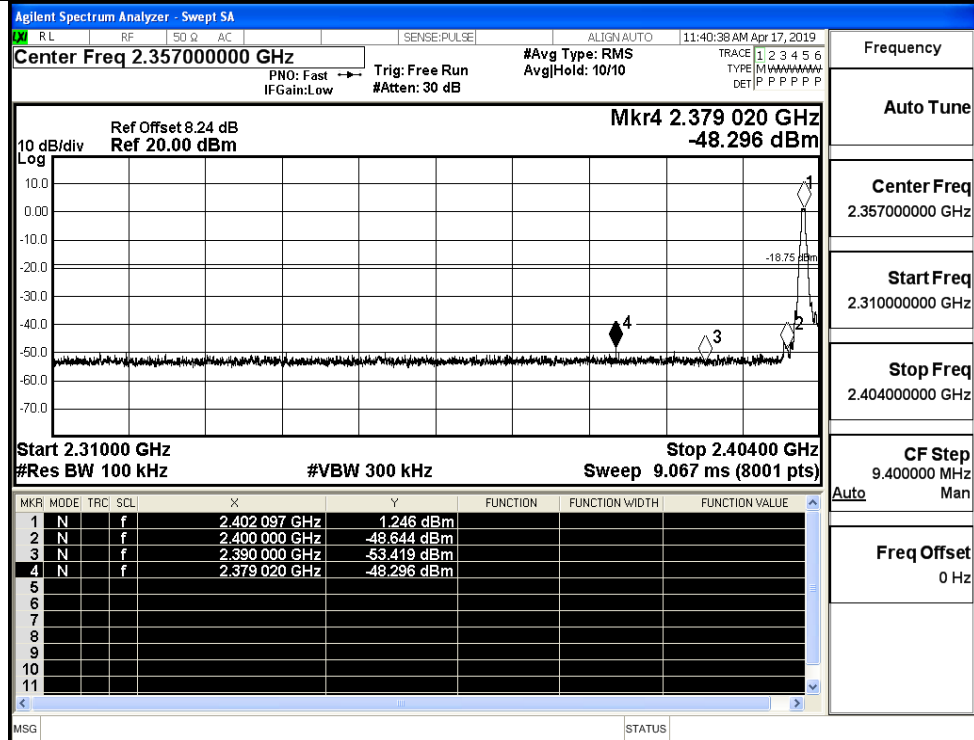 Agilent Spectrum Analyzer - Swept SA
LXI RL RF 50 Ω AC SENSE:PULSE ALIGN AUTO 11:40:38 AM Apr 17, 2019
Center Freq 2.357000000 GHz
PNO: Fast
IFGain:Low
Trig: Free Run
#Atten: 30 dB
#Avg Type: RMS
Avg|Hold: 10/10
TRACE 1 2 3 4 5 6
TYPE M WWWWW
DET P P P P P P
Ref Offset 8.24 dB
10 dB/div Ref 20.00 dBm
Log
Mkr4 2.379 020 GHz
-48.296 dBm
10.0
0.00
-10.0
-20.0
-30.0
-40.0
-50.0
-60.0
-70.0
1
-18.75 dBm
4
3
2
Start 2.31000 GHz Stop 2.40400 GHz
#Res BW 100 kHz #VBW 300 kHz Sweep 9.067 ms (8001 pts)
MKR MODE TRC SCL X Y FUNCTION FUNCTION WIDTH FUNCTION VALUE
1 N f 2.402 097 GHz 1.246 dBm
2 N f 2.400 000 GHz -48.644 dBm
3 N f 2.390 000 GHz -53.419 dBm
4 N f 2.379 020 GHz -48.296 dBm
5
6
7
8
9
10
11
MSG STATUS
Frequency
Auto Tune
Center Freq
2.357000000 GHz
Start Freq
2.310000000 GHz
Stop Freq
2.404000000 GHz
CF Step
9.400000 MHz
Auto Man
Freq Offset
0 Hz